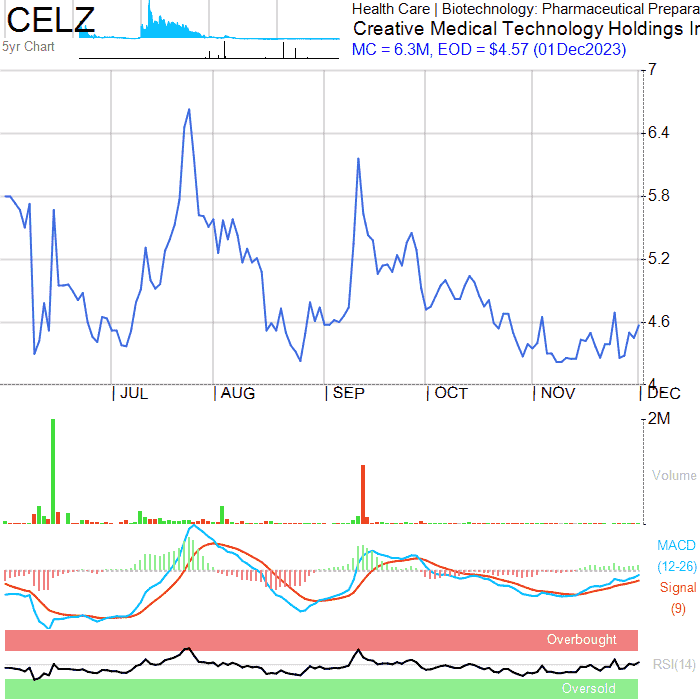 CELZ
5yr Chart
Health Care | Biotechnology: Pharmaceutical Prepara
Creative Medical Technology Holdings In
MC = 6.3M, EOD = $4.57 (01Dec2023)
7
6.4
5.8
5.2
4.6
4
JUL
AUG
SEP
OCT
NOV
DEC
2M
Volume
MACD
(12-26)
Signal
(9)
Overbought
RSI(14)
Oversold